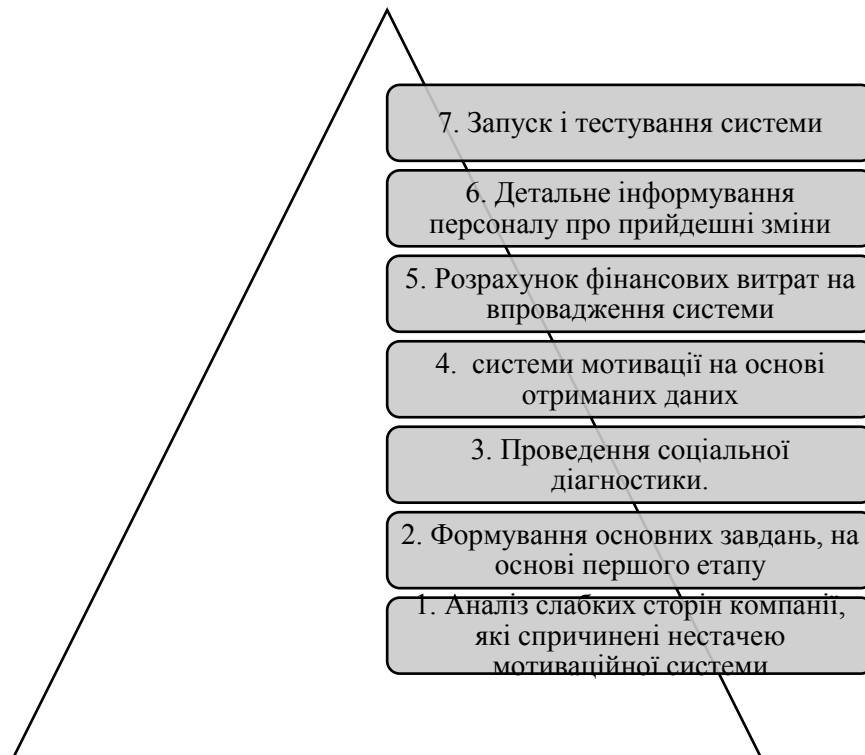 7. Запуск і тестування системи
6. Детальне інформування
персоналу про прийдешні зміни
5. Розрахунок фінансових витрат на
впровадження системи
4. системи мотивації на основі
отриманих даних
3. Проведення соціальної
діагностики.
2. Формування основних завдань, на
основі першого етапу
1. Аналіз слабких сторін компанії,
які спричинені нестачею
мотиваційної системи